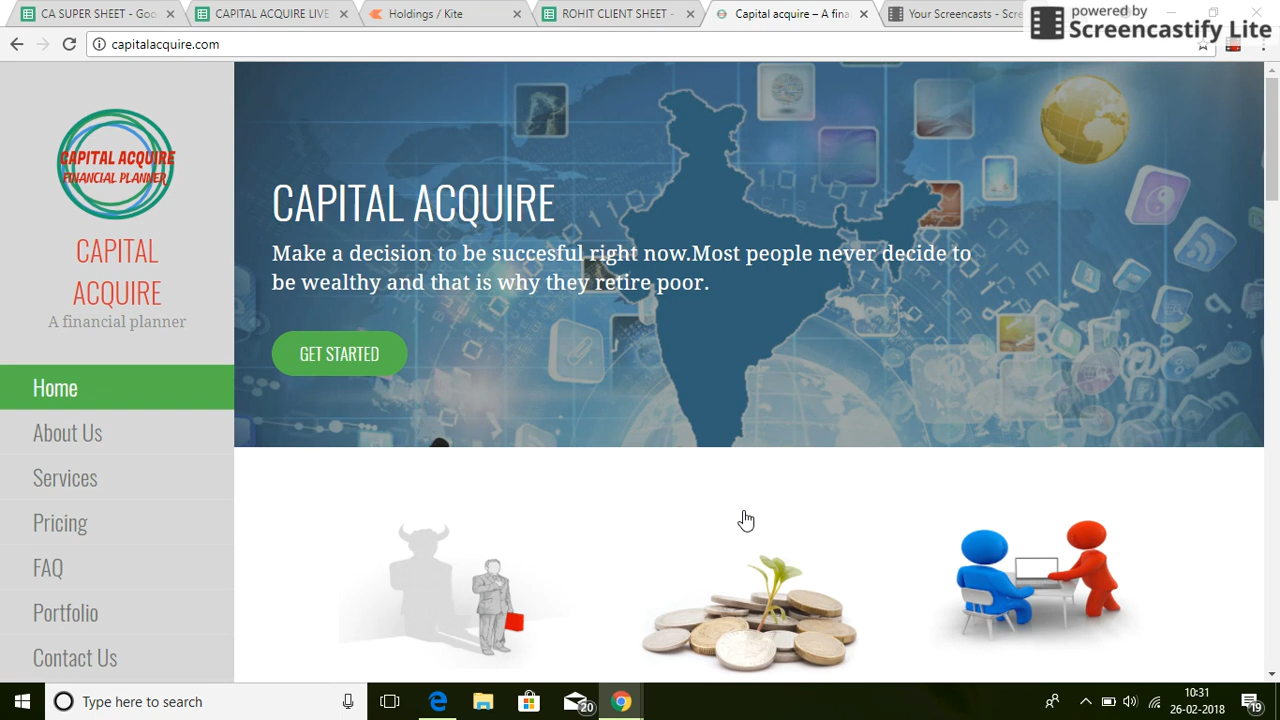 CA SUPER SHEET - Goo
CAPITAL ACQUIRE LIVE
Holdings / Kite
ROHIT CLIENT SHEET -
Capital acquire – A fina
Your Screencasts - Scre
powered by
Screencastify Lite
capitalacquire.com
CAPITAL ACQUIRE
FINANCIAL PLANNER
CAPITAL
ACQUIRE
A financial planner
Home
About Us
Services
Pricing
FAQ
Portfolio
Contact Us
CAPITAL ACQUIRE
Make a decision to be succesful right now.Most people never decide to
be wealthy and that is why they retire poor.
GET STARTED
Type here to search
20
10:31
26-02-2018
19